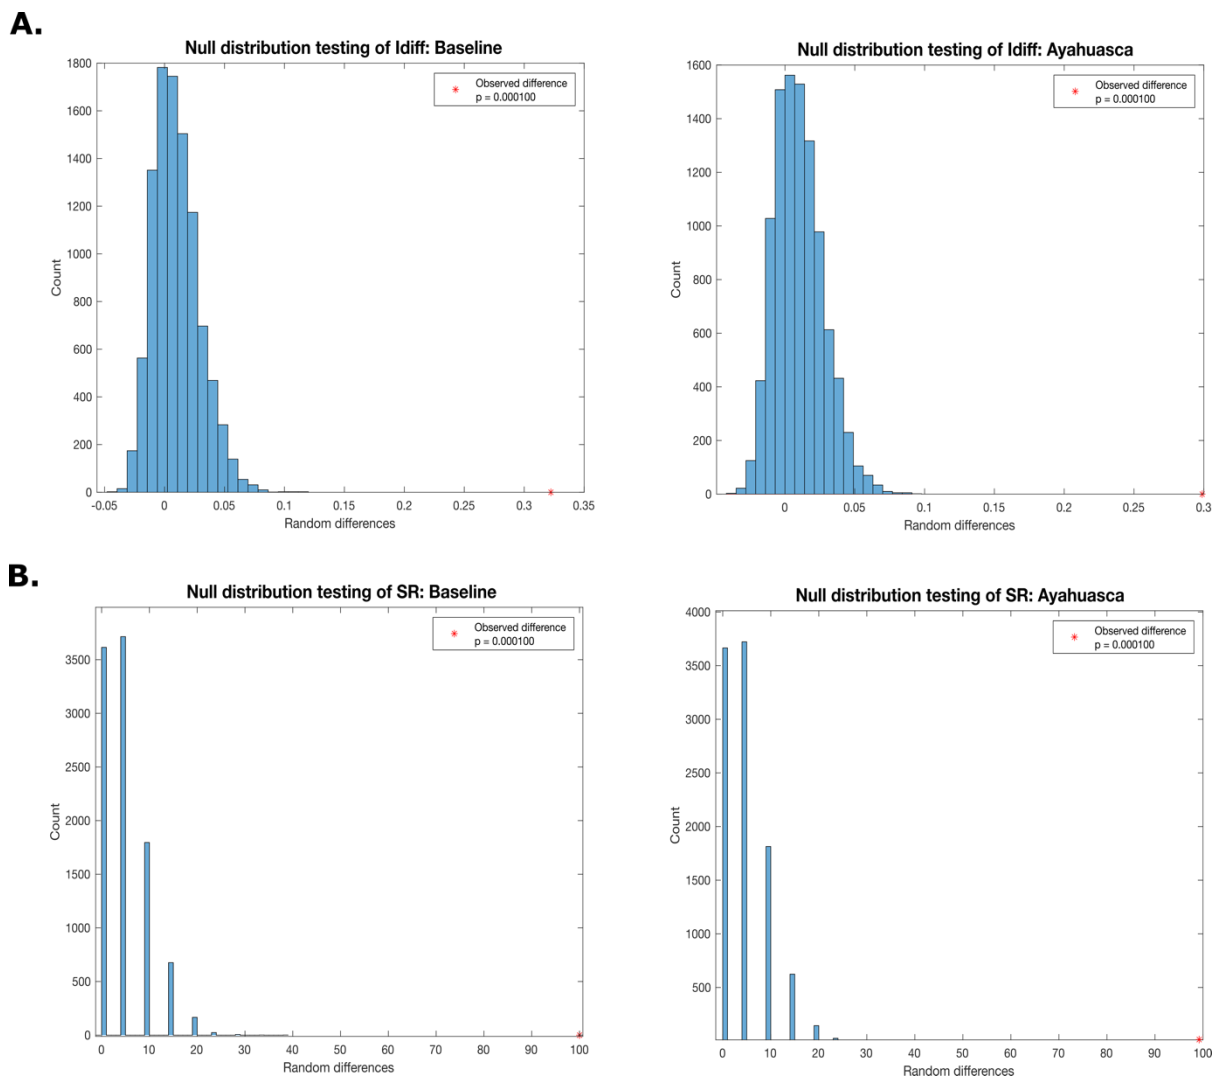 A.
Null distribution testing of Idiff: Baseline
1800
1600
1400
1200
1000
800
600
400
200
0
Count
-0.05 0 0.05 0.1 0.15 0.2 0.25 0.3 0.35
Random differences
Observed difference
p = 0.000100
Null distribution testing of Idiff: Ayahuasca
1600
1400
1200
1000
800
600
400
200
0
Count
0 0.05 0.1 0.15 0.2 0.25 0.3
Random differences
Observed difference
p = 0.000100
B.
Null distribution testing of SR: Baseline
3500
3000
2500
2000
1500
1000
500
0
Count
0 10 20 30 40 50 60 70 80 90 100
Random differences
Observed difference
p = 0.000100
Null distribution testing of SR: Ayahuasca
4000
3500
3000
2500
2000
1500
1000
500
Count
0 10 20 30 40 50 60 70 80 90 100
Random differences
Observed difference
p = 0.000100